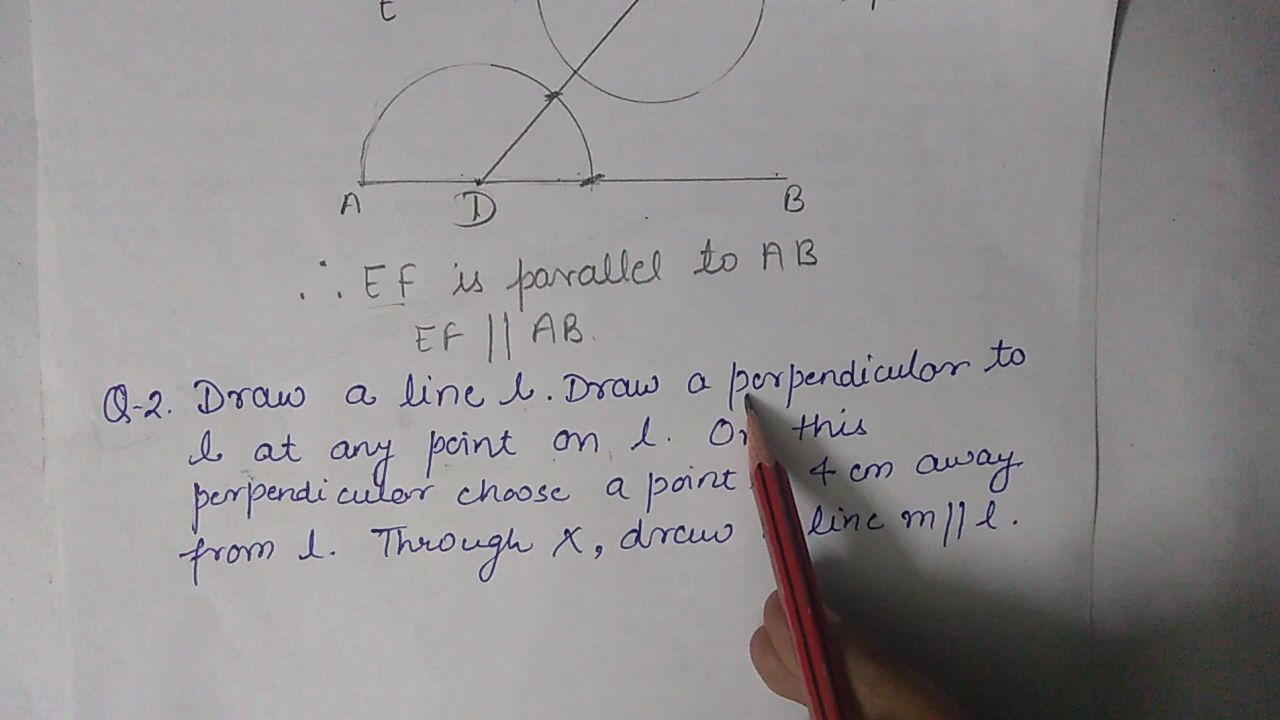 E
A D B
∴ EF is parallel to AB
EF || AB.
Q-2. Draw a line l. Draw a perpendicular to
l at any point on l. On this
perpendicular choose a point 4 cm away
from l. Through X, draw line m || l.